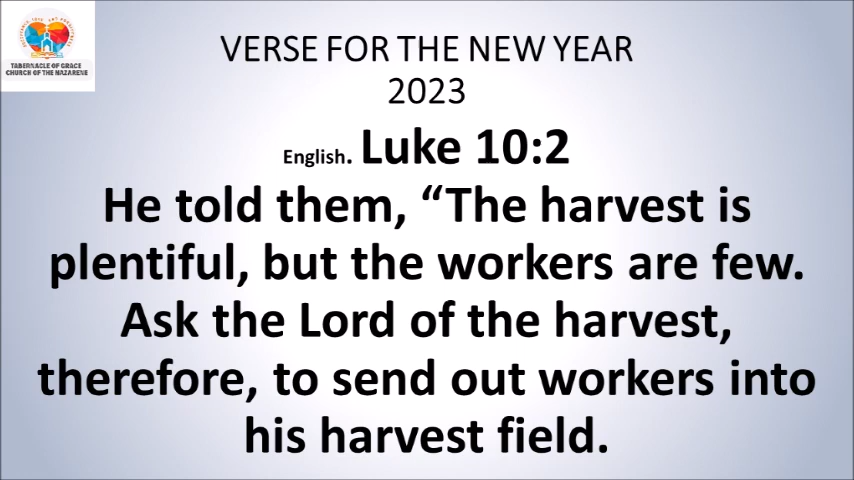 TABERNACLE OF GRACE
CHURCH OF THE NAZARENE
VERSE FOR THE NEW YEAR
2023
English. Luke 10:2
He told them, “The harvest is
plentiful, but the workers are few.
Ask the Lord of the harvest,
therefore, to send out workers into
his harvest field.